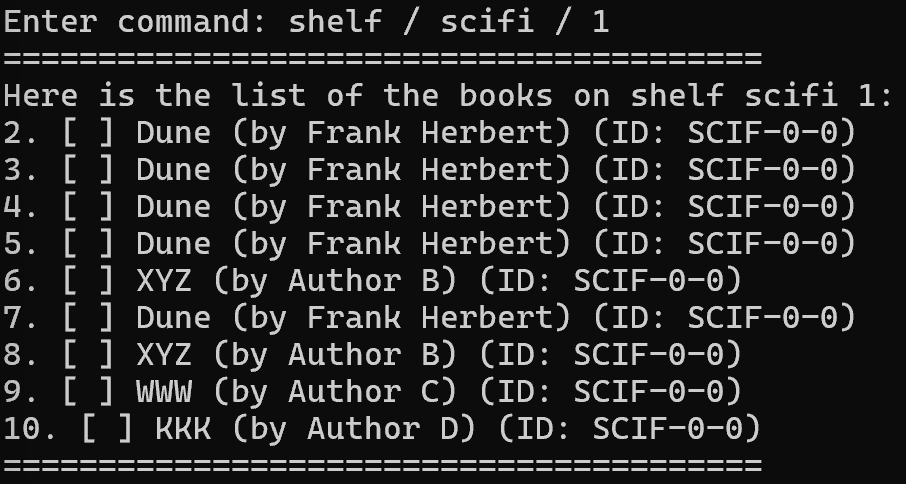 Enter command: shelf / scifi / 1
========================================
Here is the list of the books on shelf scifi 1:
2. [ ] Dune (by Frank Herbert) (ID: SCIF-0-0)
3. [ ] Dune (by Frank Herbert) (ID: SCIF-0-0)
4. [ ] Dune (by Frank Herbert) (ID: SCIF-0-0)
5. [ ] Dune (by Frank Herbert) (ID: SCIF-0-0)
6. [ ] XYZ (by Author B) (ID: SCIF-0-0)
7. [ ] Dune (by Frank Herbert) (ID: SCIF-0-0)
8. [ ] XYZ (by Author B) (ID: SCIF-0-0)
9. [ ] WWW (by Author C) (ID: SCIF-0-0)
10. [ ] KKK (by Author D) (ID: SCIF-0-0)
========================================